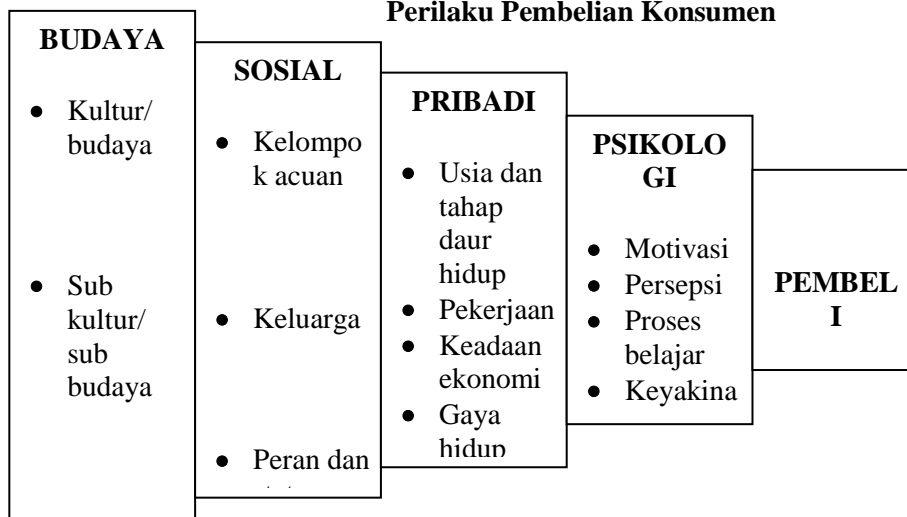 Perilaku Pembelian Konsumen
BUDAYA
• Kultur/
budaya
• Sub
kultur/
sub
budaya
SOSIAL
• Kelompo
k acuan
• Keluarga
• Peran dan
PRIBADI
• Usia dan
tahap
daur
hidup
• Pekerjaan
• Keadaan
ekonomi
• Gaya
hidup
PSIKOLO
GI
• Motivasi
• Persepsi
• Proses
belajar
• Keyakina
PEMBEL
I